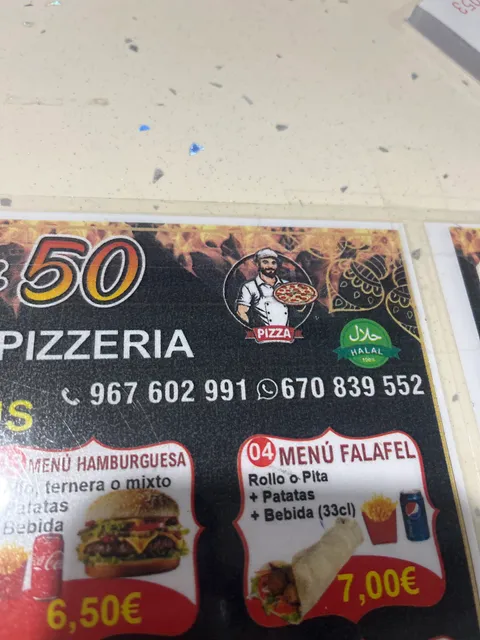 053
50
PIZZA
PIZZERIA
حلال
HALAL
967 602 991 670 839 552
MENÚ HAMBURGUESA
ternera o mixto
Patatas
Bebida
6,50€
04 MENÚ FALAFEL
Rollo o Pita
+ Patatas
+ Bebida (33cl)
7,00€